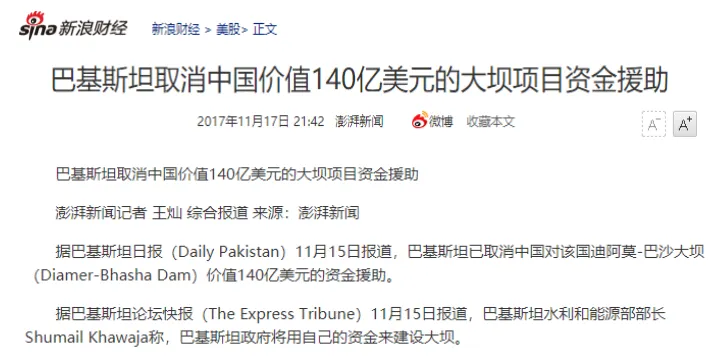 sina 新浪财经 新浪财经 > 美股> 正文
巴基斯坦取消中国价值140亿美元的大坝项目资金援助
2017年11月17日 21:42 澎湃新闻 微博 收藏本文 A- A+
巴基斯坦取消中国价值140亿美元的大坝项目资金援助
澎湃新闻记者 王灿 综合报道 来源：澎湃新闻
据巴基斯坦日报（Daily Pakistan）11月15日报道，巴基斯坦已取消中国对该国迪阿莫-巴沙大坝
（Diamer-Bhasha Dam）价值140亿美元的资金援助。
据巴基斯坦论坛快报（The Express Tribune）11月15日报道，巴基斯坦水利和能源部部长
Shumail Khawaja称，巴基斯坦政府将用自己的资金来建设大坝。